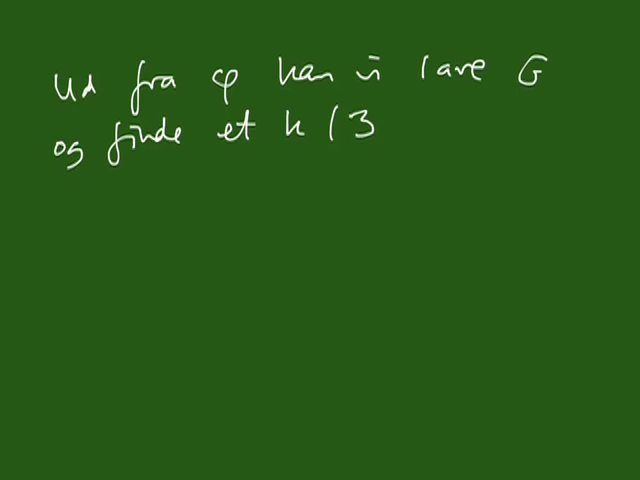 Ud fra φ kan vi lave G
og finde et k / 3